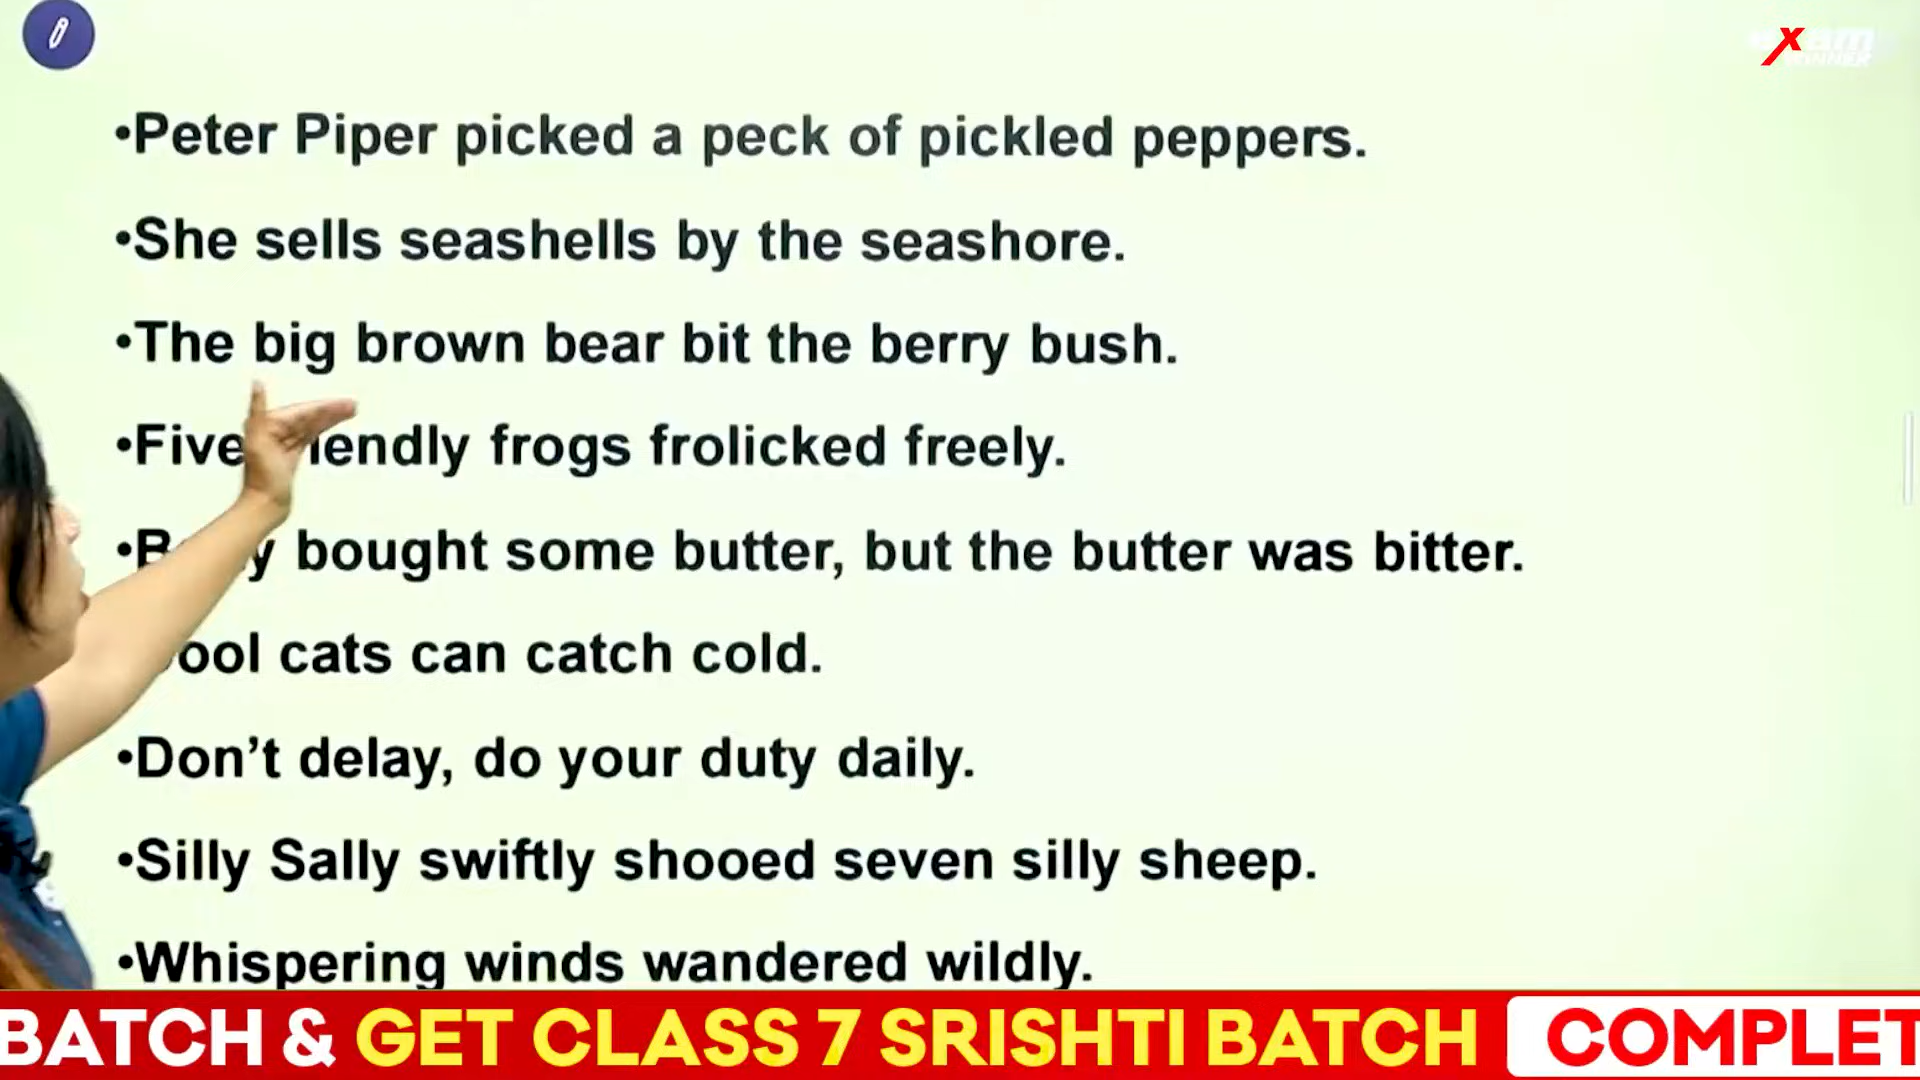 •Peter Piper picked a peck of pickled peppers.
•She sells seashells by the seashore.
•The big brown bear bit the berry bush.
•Five frogs frolicked freely.
• bought some butter, but the butter was bitter.
cats can catch cold.
•Don’t delay, do your duty daily.
•Silly Sally swiftly shooed seven silly sheep.
•Whispering winds wandered wildly.
BATCH & GET CLASS 7 SRISHTI BATCH COMPLET